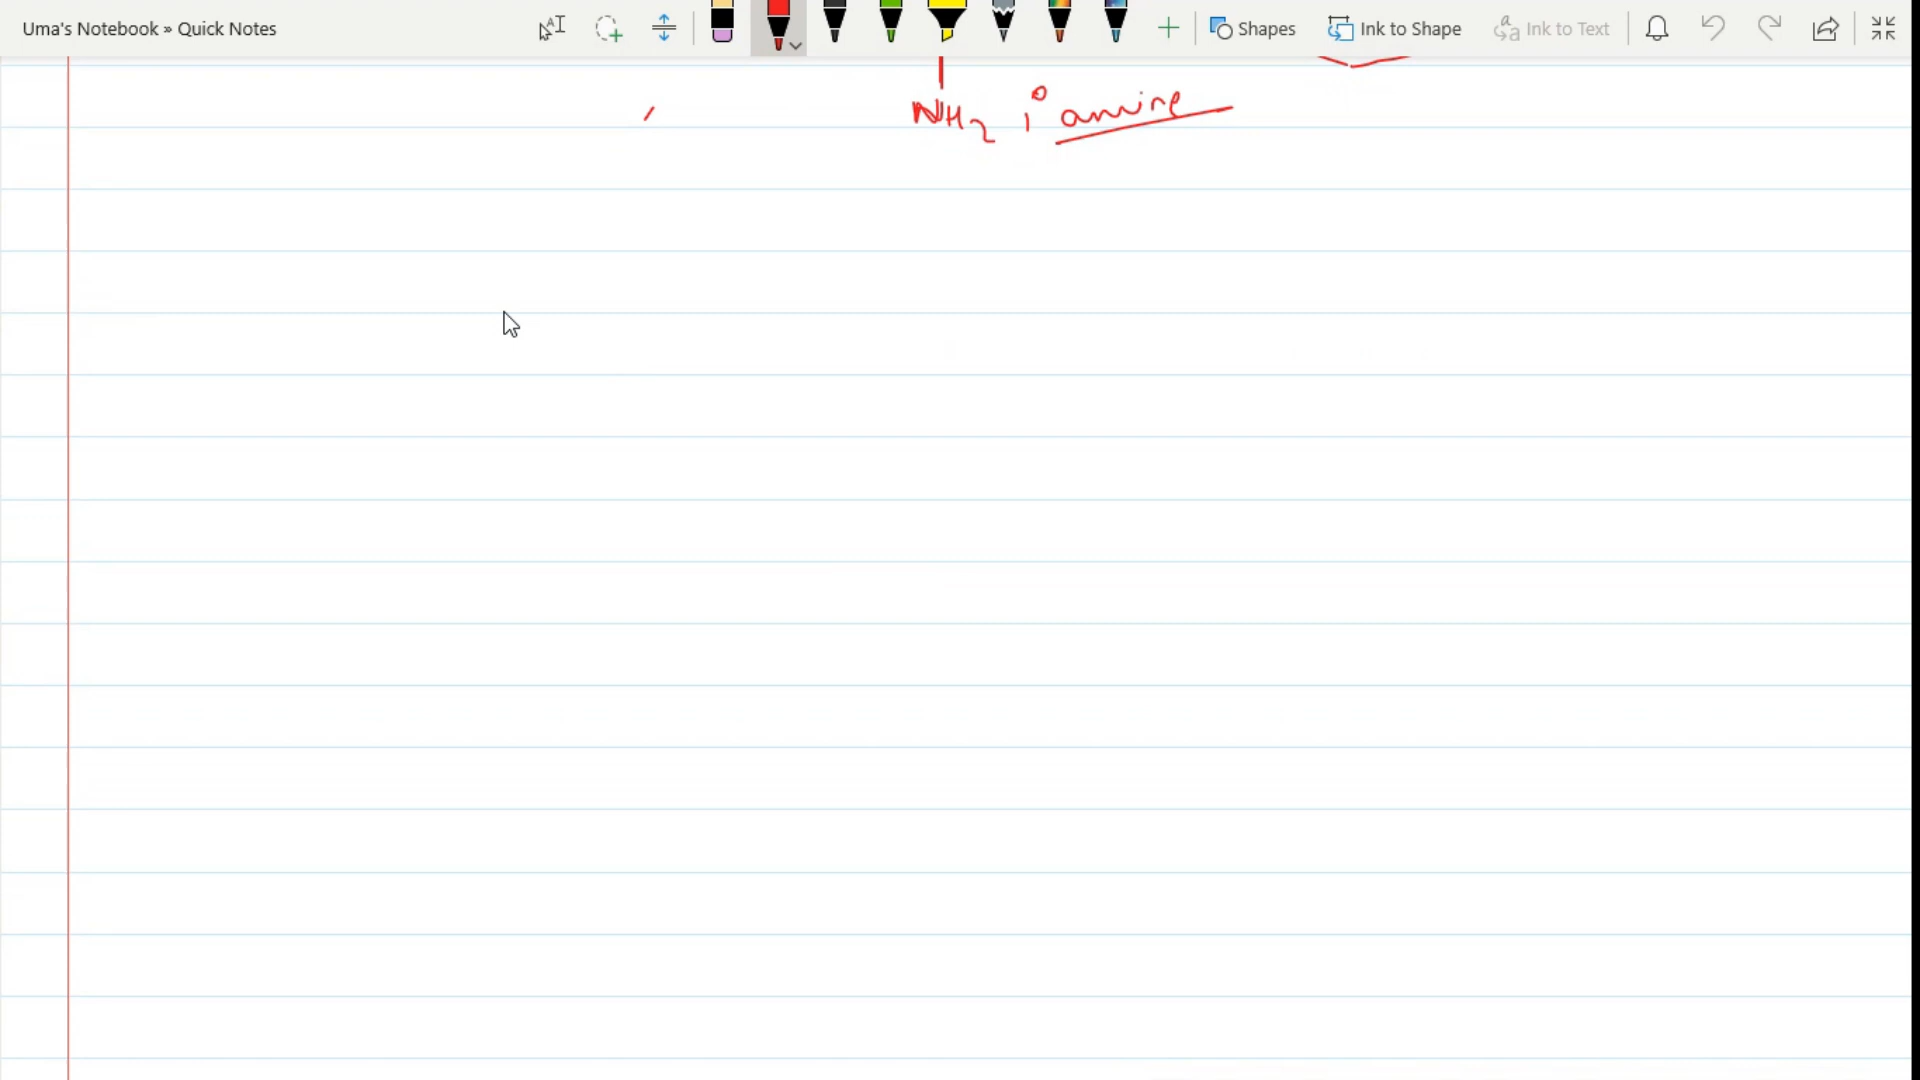 Uma's Notebook » Quick Notes Shapes Ink to Shape Ink to Text
NH2 1° amine